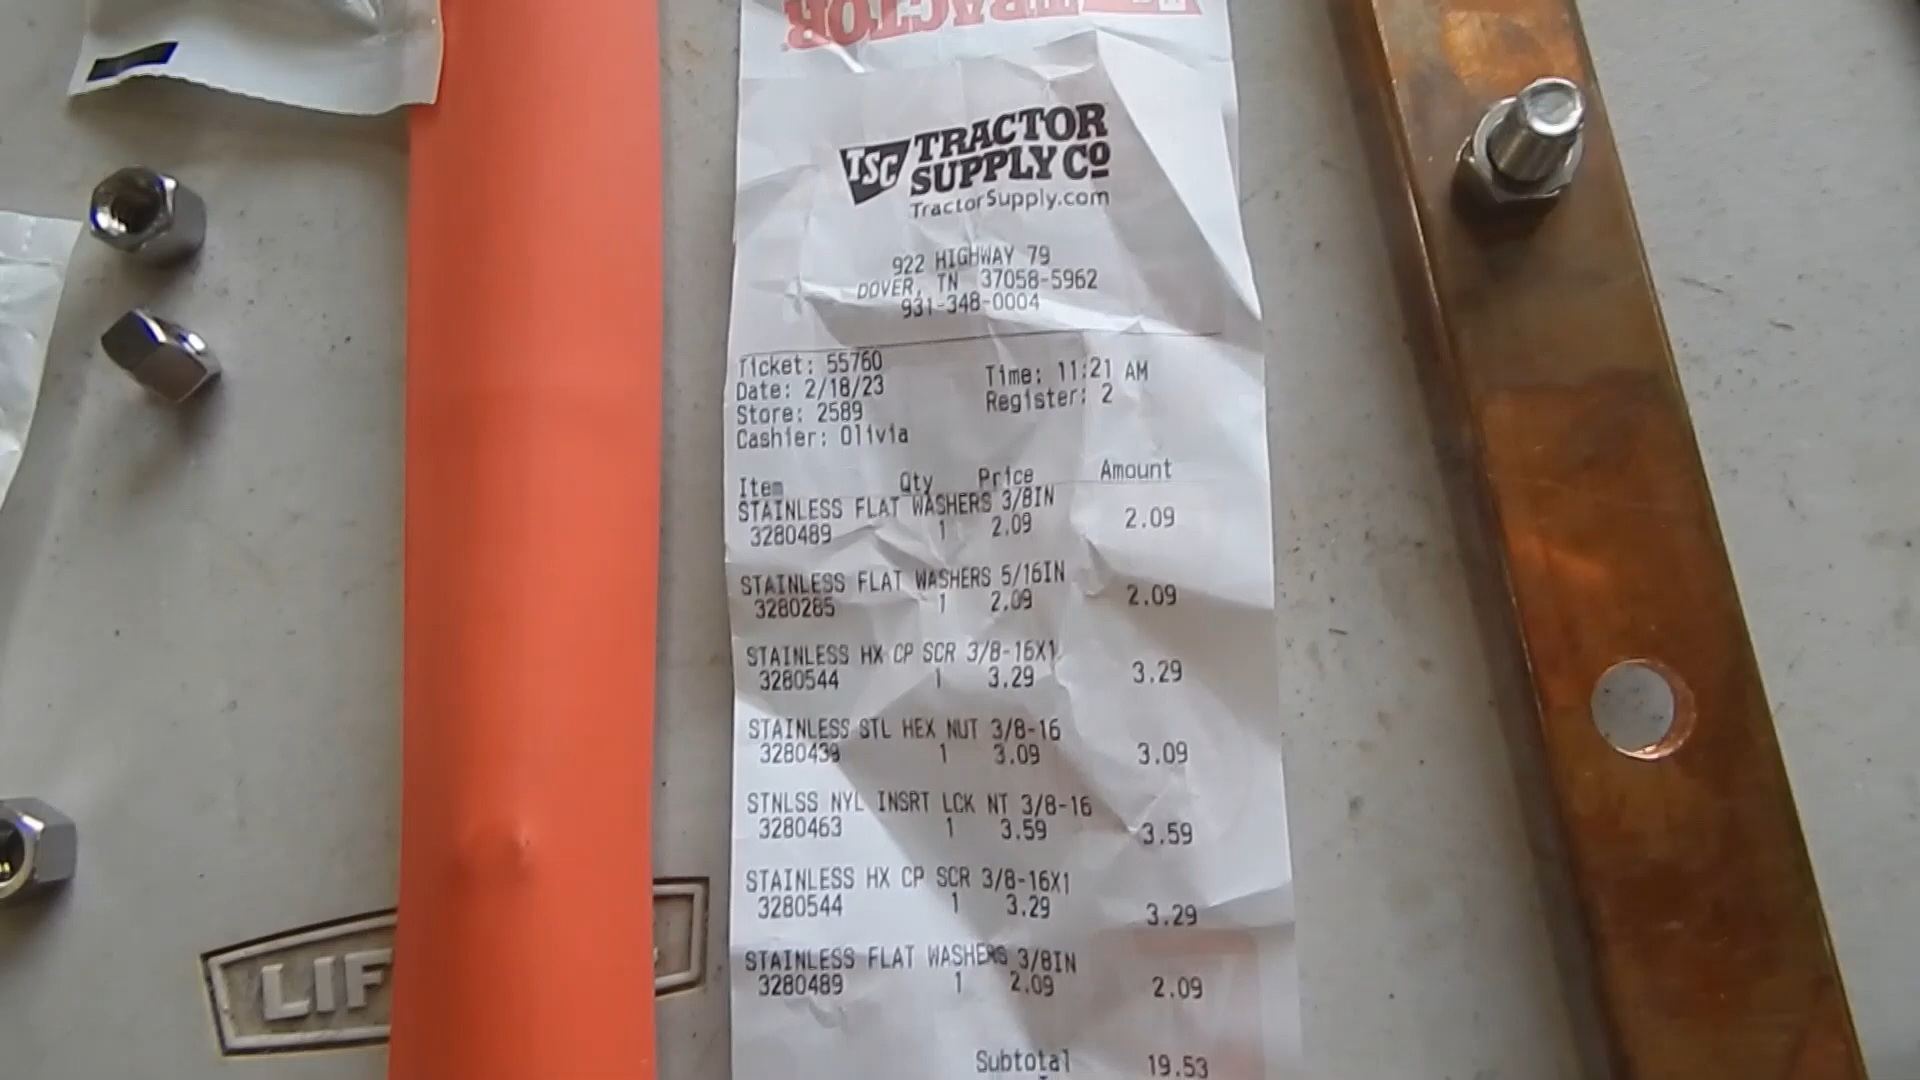 TRACTOR
TSC TRACTOR
SUPPLY CO
TractorSupply.com
922 HIGHWAY 79
DOVER, TN 37058-5962
931-348-0004
Ticket: 55760 Time: 11:21 AM
Date: 2/18/23 Register: 2
Store: 2589
Cashier: Olivia
Item Qty Price Amount
STAINLESS FLAT WASHERS 3/8IN
3280489 1 2.09 2.09
STAINLESS FLAT WASHERS 5/16IN
3280285 1 2.09 2.09
STAINLESS HX CP SCR 3/8-16X1
3280544 1 3.29 3.29
STAINLESS STL HEX NUT 3/8-16
3280439 1 3.09 3.09
STNLSS NYL INSRT LCK NT 3/8-16
3280463 1 3.59 3.59
STAINLESS HX CP SCR 3/8-16X1
3280544 1 3.29 3.29
STAINLESS FLAT WASHERS 3/8IN
3280489 1 2.09 2.09
Subtotal 19.53